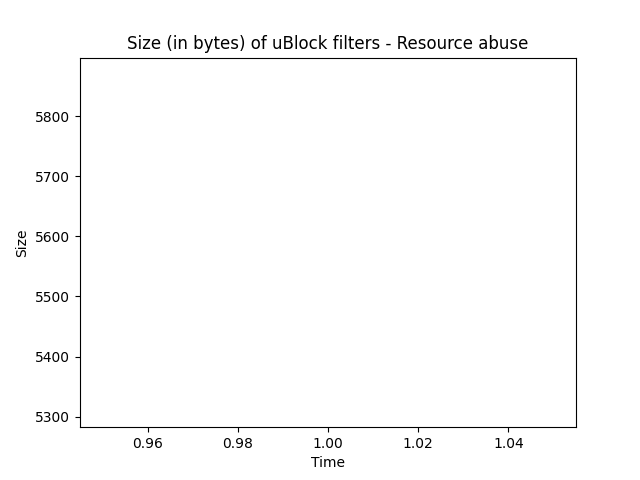 Size (in bytes) of uBlock filters - Resource abuse
5800
5700
5600
5500
5400
5300
Size
0.96 0.98 1.00 1.02 1.04
Time